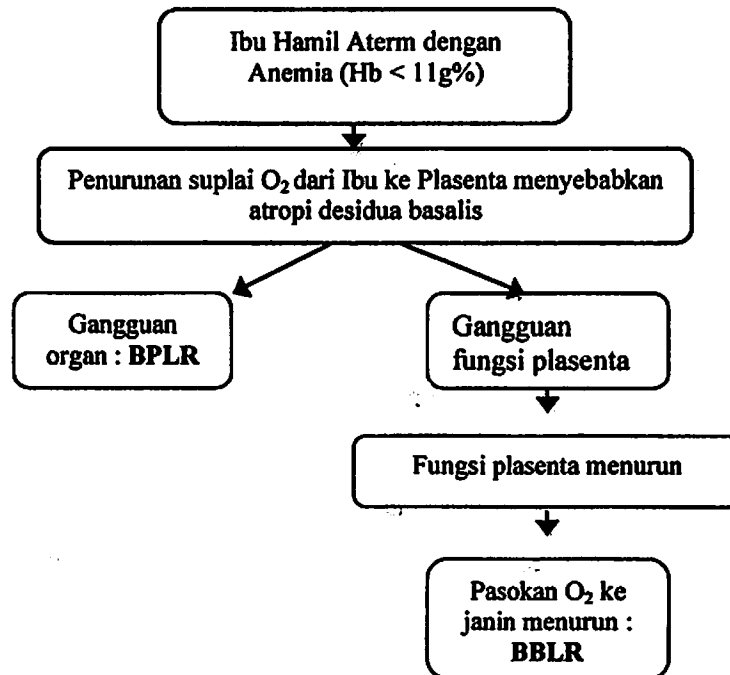 Ibu Hamil Aterm dengan
Anemia (Hb < 11g%)
Penurunan suplai O₂ dari Ibu ke Plasenta menyebabkan
atropi desidua basalis
Gangguan
organ : BPLR
Gangguan
fungsi plasenta
Fungsi plasenta menurun
Pasokan O₂ ke
janin menurun :
BBLR